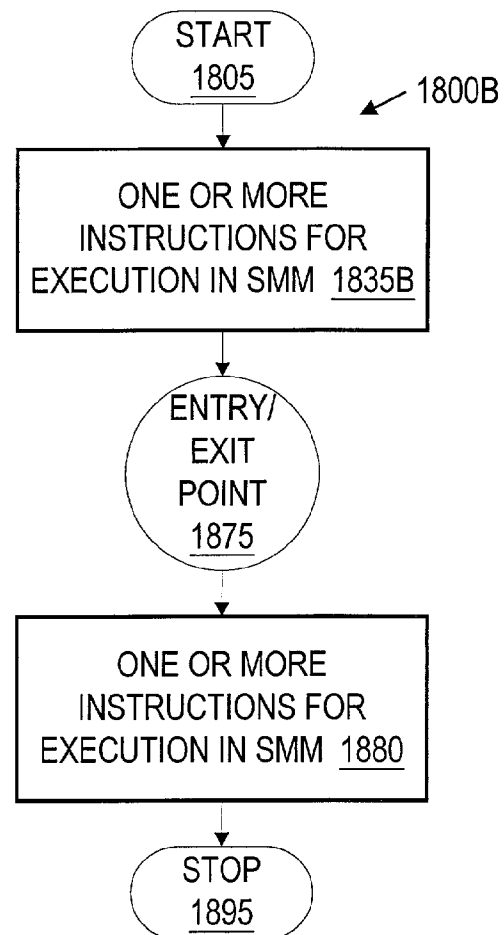 START
1805
1800B
ONE OR MORE
INSTRUCTIONS FOR
EXECUTION IN SMM 1835B
ENTRY/
EXIT
POINT
1875
ONE OR MORE
INSTRUCTIONS FOR
EXECUTION IN SMM 1880
STOP
1895